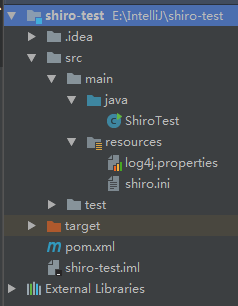 shiro-test E:\IntelliJ\shiro-test
.idea
src
main
java
ShiroTest
resources
log4j.properties
shiro.ini
test
target
pom.xml
shiro-test.iml
External Libraries